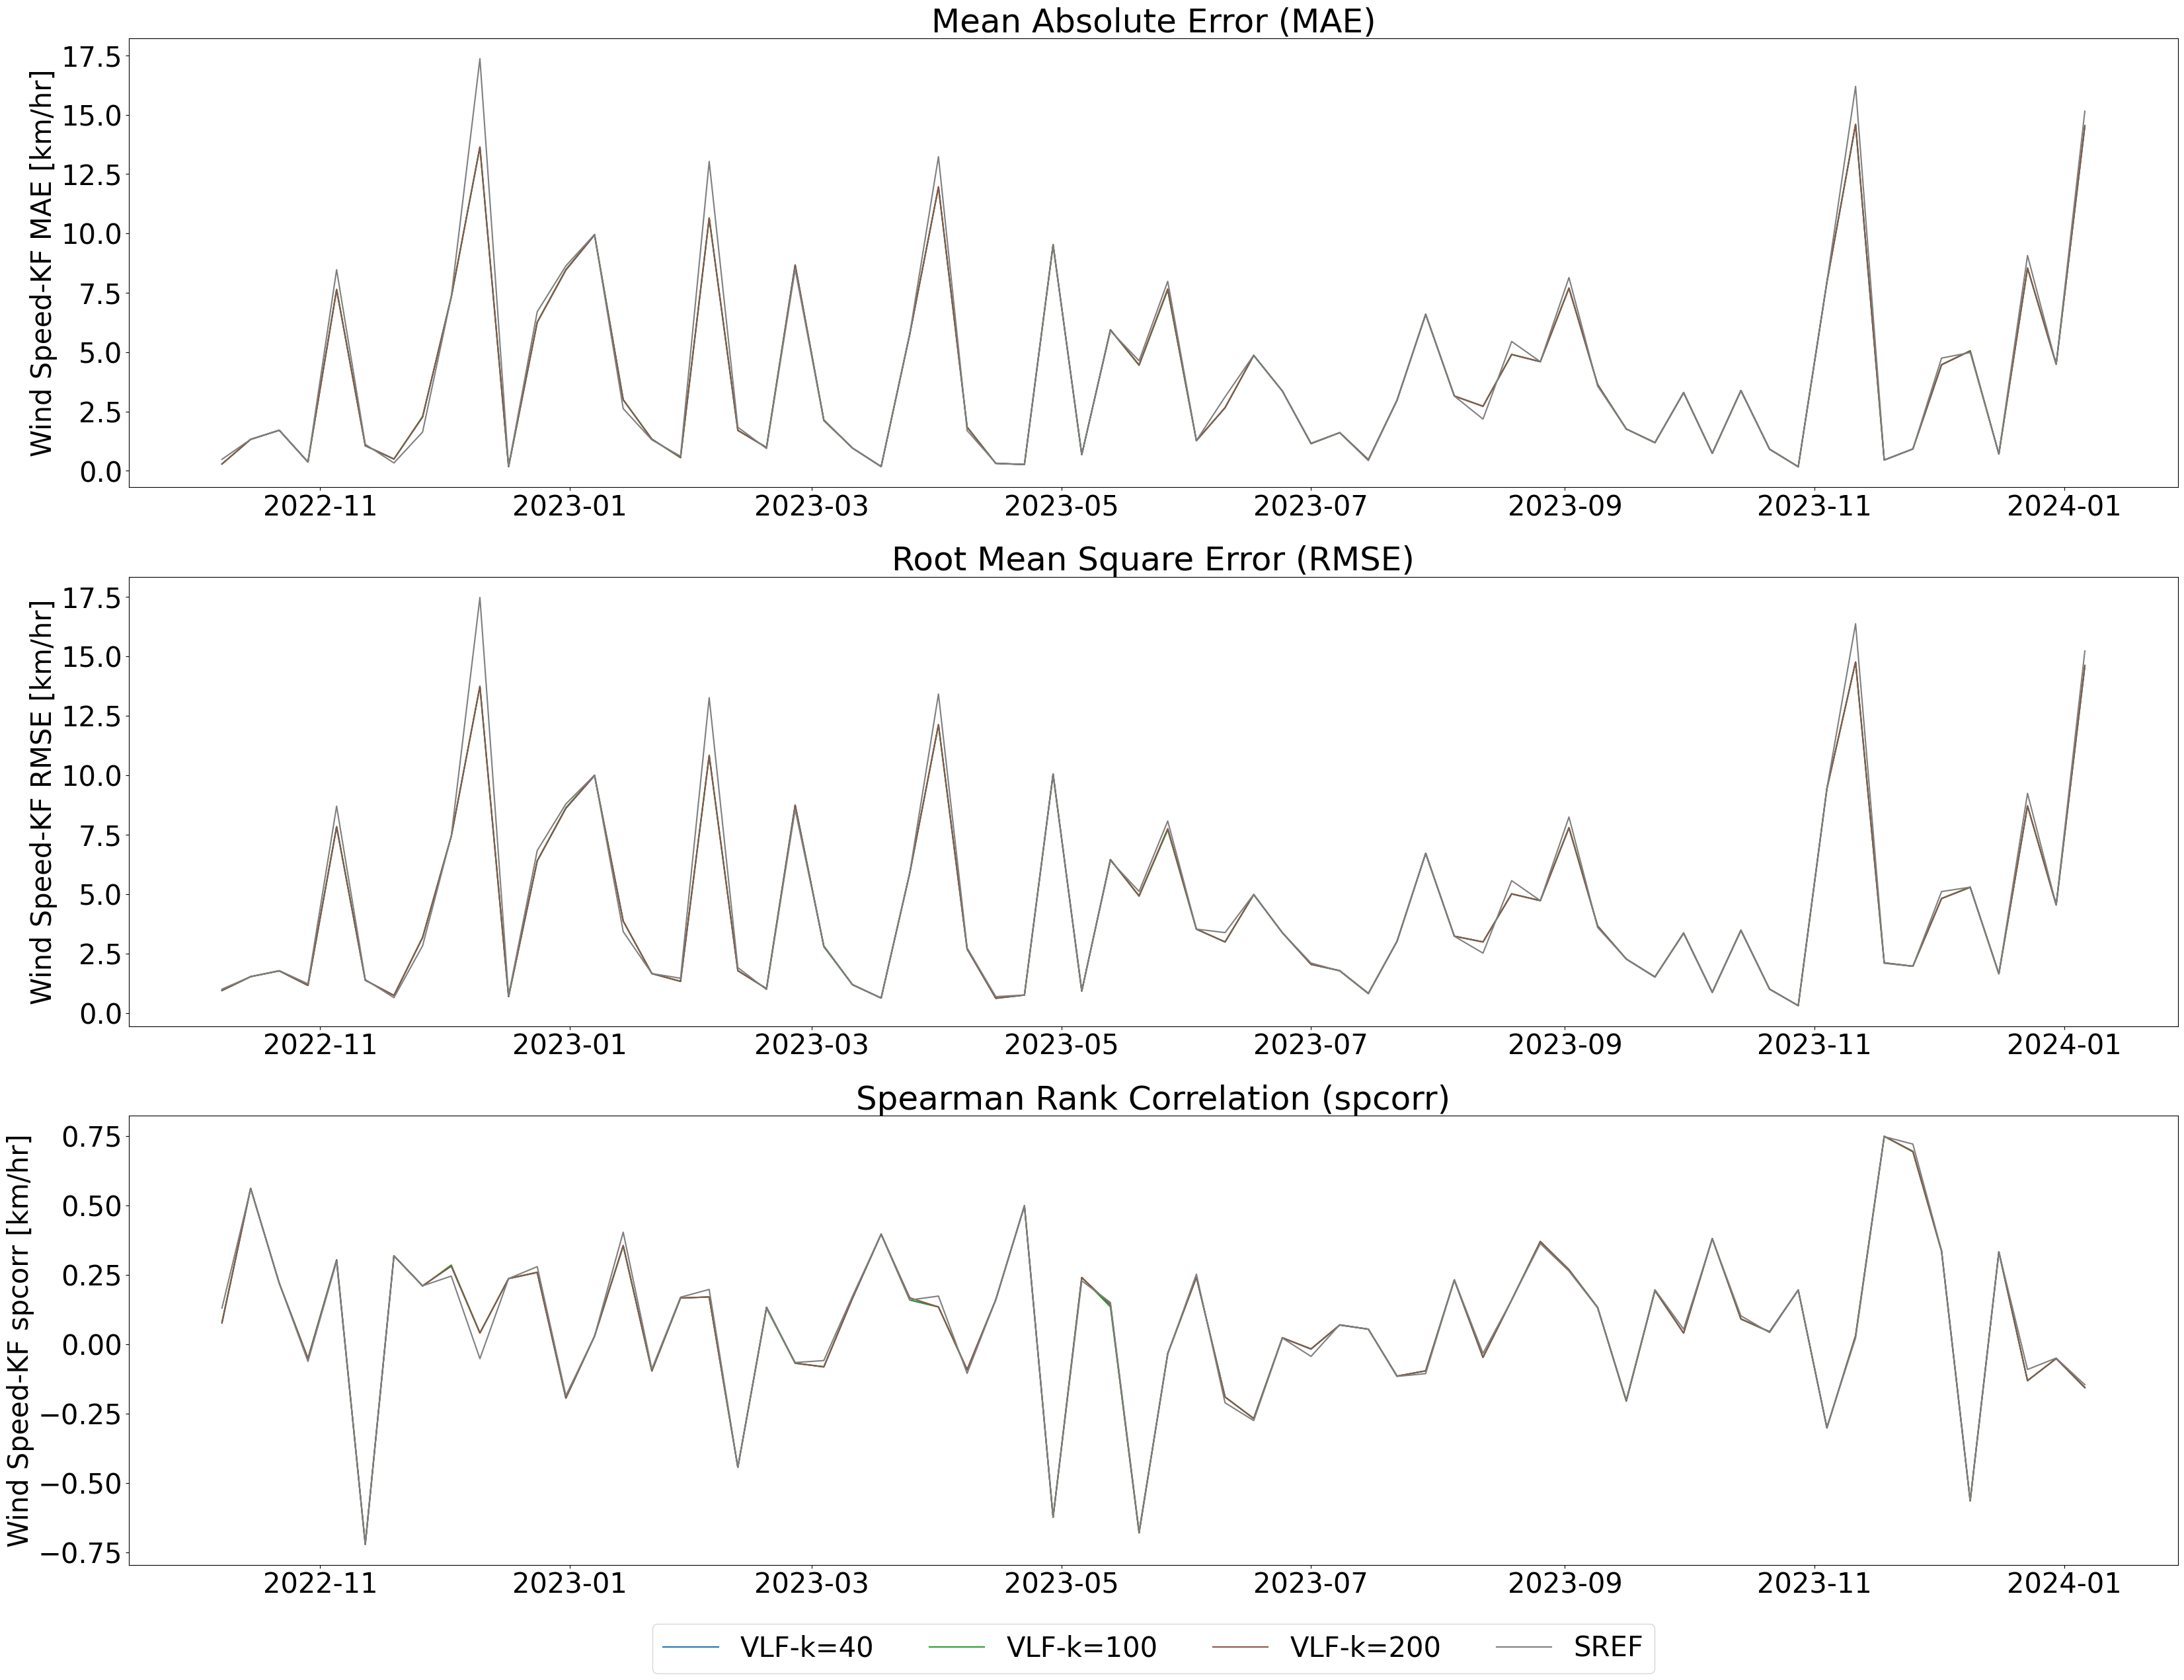 Mean Absolute Error (MAE)
Wind Speed-KF MAE [km/hr]
17.5
15.0
12.5
10.0
7.5
5.0
2.5
0.0
2022-11 2023-01 2023-03 2023-05 2023-07 2023-09 2023-11 2024-01
Root Mean Square Error (RMSE)
Wind Speed-KF RMSE [km/hr]
17.5
15.0
12.5
10.0
7.5
5.0
2.5
0.0
2022-11 2023-01 2023-03 2023-05 2023-07 2023-09 2023-11 2024-01
Spearman Rank Correlation (spcorr)
Wind Speed-KF spcorr [km/hr]
0.75
0.50
0.25
0.00
−0.25
−0.50
−0.75
2022-11 2023-01 2023-03 2023-05 2023-07 2023-09 2023-11 2024-01
VLF-k=40 VLF-k=100 VLF-k=200 SREF